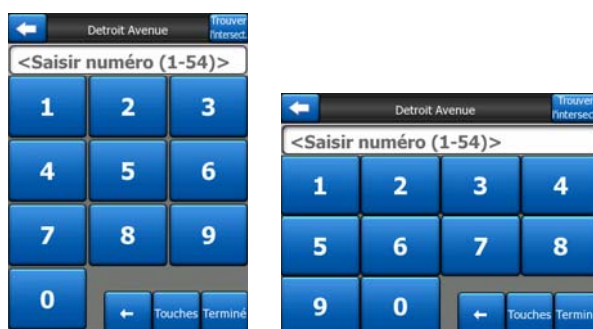 Detroit Avenue
Trouver
l'intersect.
<Saisir numéro (1-54)>
1 2 3
4 5 6
7 8 9
0
Touches Terminé
Detroit Avenue
Trouver
l'intersec
<Saisir numéro (1-54)>
1 2 3 4
5 6 7 8
9 0
Touches Termin